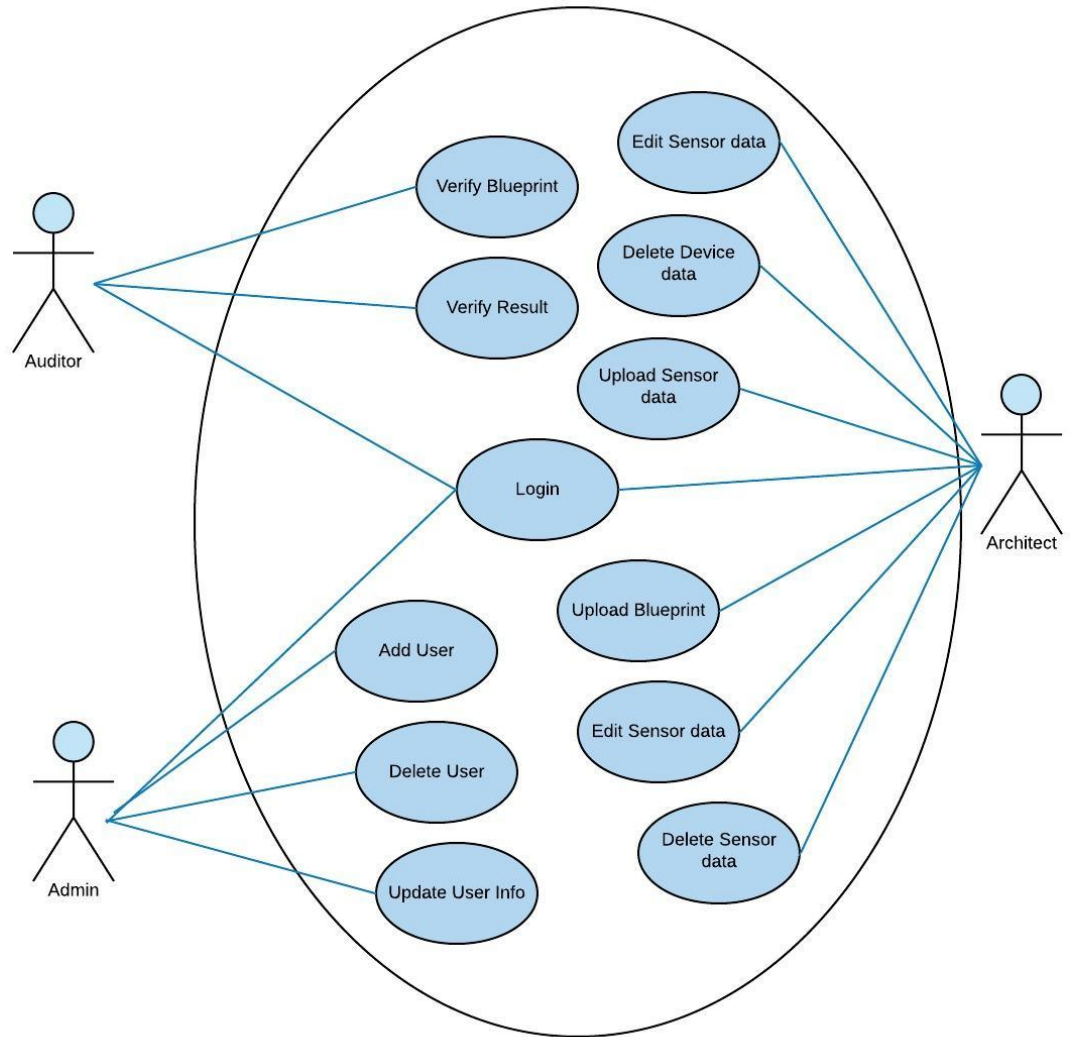 Edit Sensor data
Verify Blueprint
Delete Device
data
Verify Result
Auditor
Upload Sensor
data
Login
Architect
Upload Blueprint
Add User
Edit Sensor data
Delete User
Delete Sensor
data
Admin
Update User Info